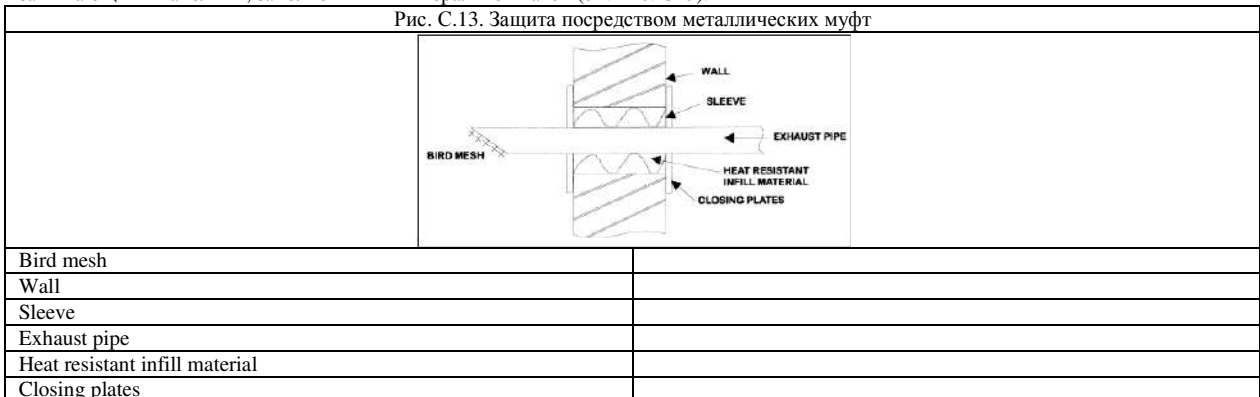 Рис. С.13. Защита посредством металлических муфт
WALL
SLEEVE
EXHAUST PIPE
BIRD MESH
HEAT RESISTANT
INFILL MATERIAL
CLOSING PLATES
Bird mesh
Wall
Sleeve
Exhaust pipe
Heat resistant infill material
Closing plates